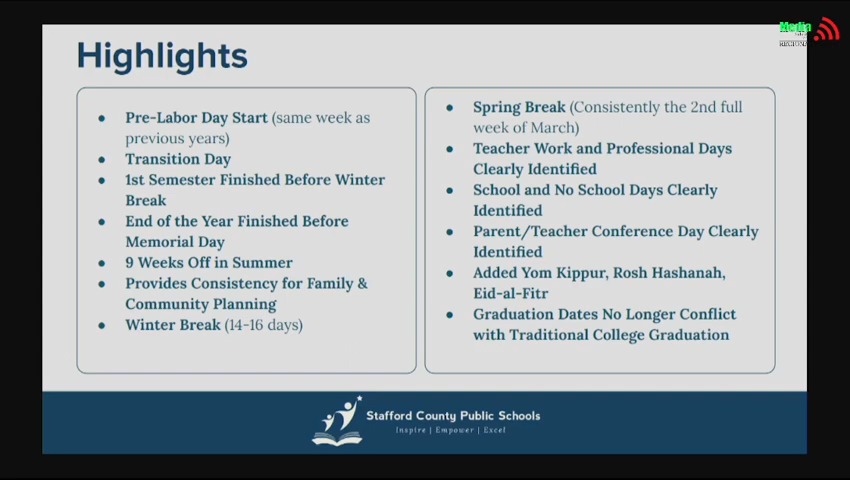 Highlights
Media
• Pre-Labor Day Start (same week as
previous years)
• Transition Day
• 1st Semester Finished Before Winter
Break
• End of the Year Finished Before
Memorial Day
• 9 Weeks Off in Summer
• Provides Consistency for Family &
Community Planning
• Winter Break (14-16 days)
• Spring Break (Consistently the 2nd full
week of March)
• Teacher Work and Professional Days
Clearly Identified
• School and No School Days Clearly
Identified
• Parent/Teacher Conference Day Clearly
Identified
• Added Yom Kippur, Rosh Hashanah,
Eid-al-Fitr
• Graduation Dates No Longer Conflict
with Traditional College Graduation
Stafford County Public Schools
Inspire | Empower | Excel